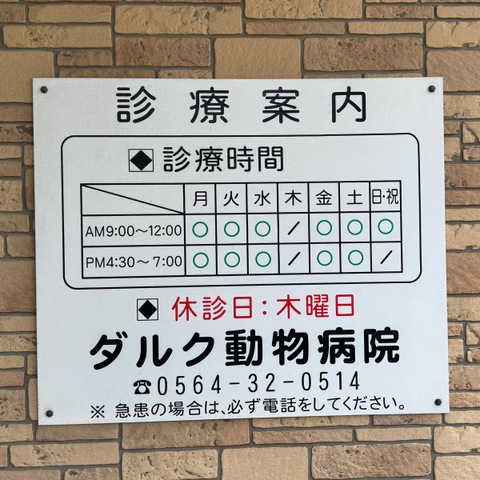 診療案内
◆診療時間
月 火 水 木 金 土 日・祝
AM9:00〜12:00 ○ ○ ○ / ○ ○ ○
PM4:30〜 7:00 ○ ○ ○ / ○ ○ /
◆ 休診日:木曜日
ダルク動物病院
☎0564-32-0514
※ 急患の場合は、必ず電話をしてください。